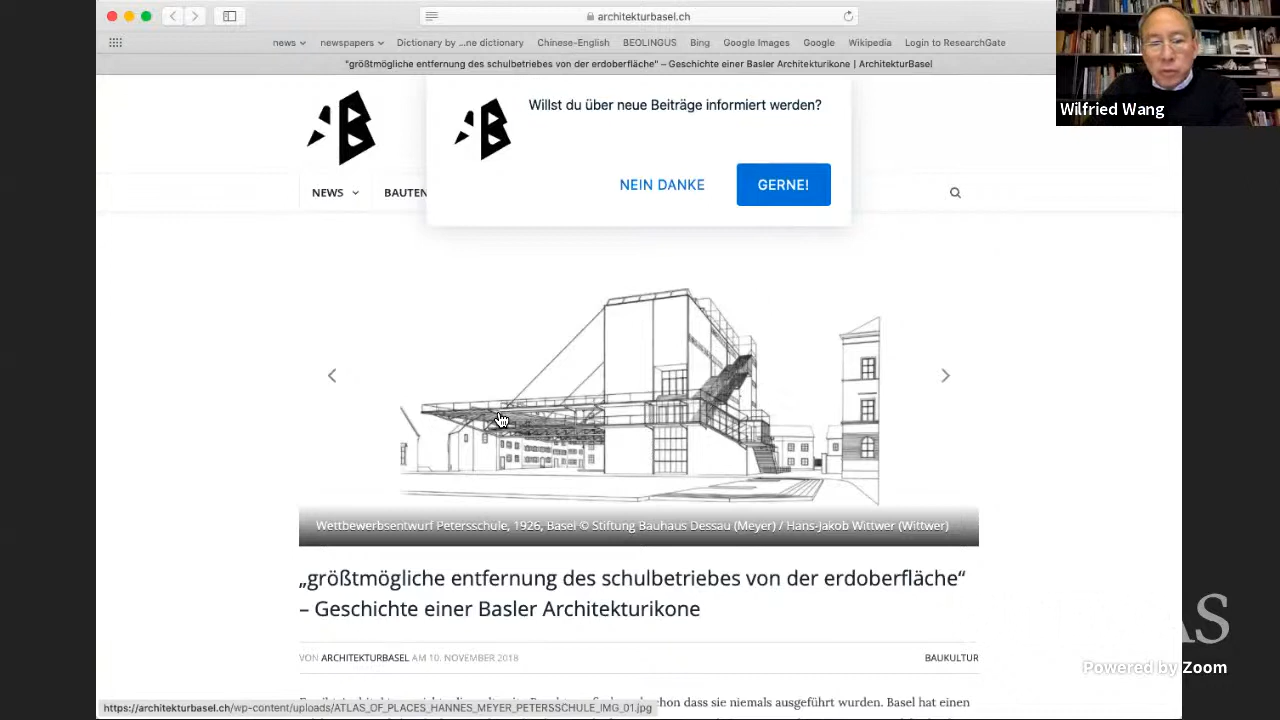 architekturbasel.ch
news newspapers Dictionary by ...ne dictionary Chinese-English BEOLINGUS Bing Google Images Google Wikipedia Login to ResearchGate
"größtmögliche entfernung des schulbetriebes von der erdoberfläche" – Geschichte einer Basler Architekturikone | ArchitekturBasel
Wilfried Wang
B
B
Willst du über neue Beiträge informiert werden?
NEIN DANKE GERNE!
NEWS BAUTEN
Wettbewerbsentwurf Petersschule, 1926, Basel © Stiftung Bauhaus Dessau (Meyer) / Hans-Jakob Wittwer (Wittwer)
„größtmögliche entfernung des schulbetriebes von der erdoberfläche“
– Geschichte einer Basler Architekturikone
VON ARCHITEKTURBASEL AM 10. NOVEMBER 2018 BAUKULTUR
AS
Powered by Zoom
dass sie niemals ausgeführt wurden. Basel hat einen
https://architekturbasel.ch/wp-content/uploads/ATLAS_OF_PLACES_HANNES_MEYER_PETERSSCHULE_IMG_01.jpg